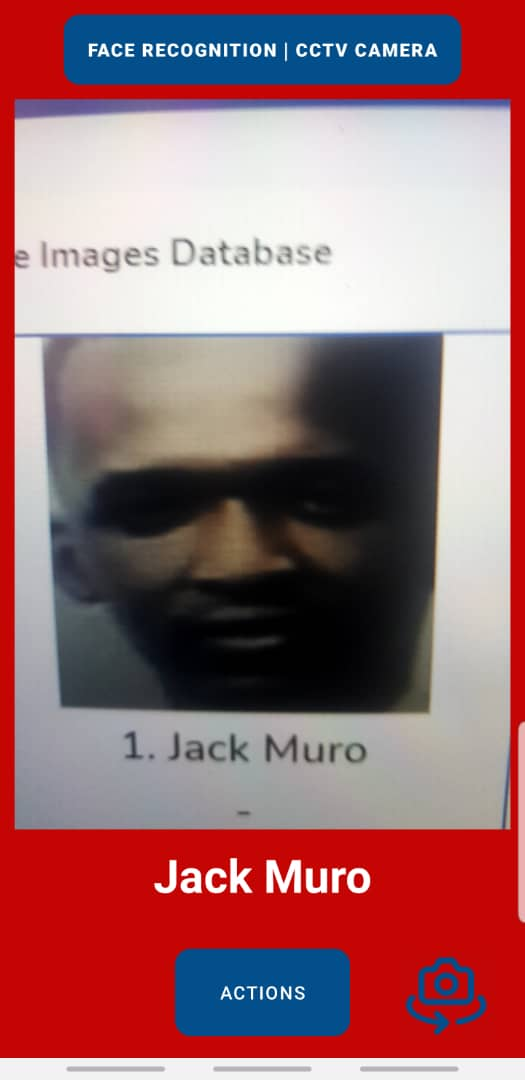 FACE RECOGNITION | CCTV CAMERA
e Images Database
1. Jack Muro
-
Jack Muro
ACTIONS